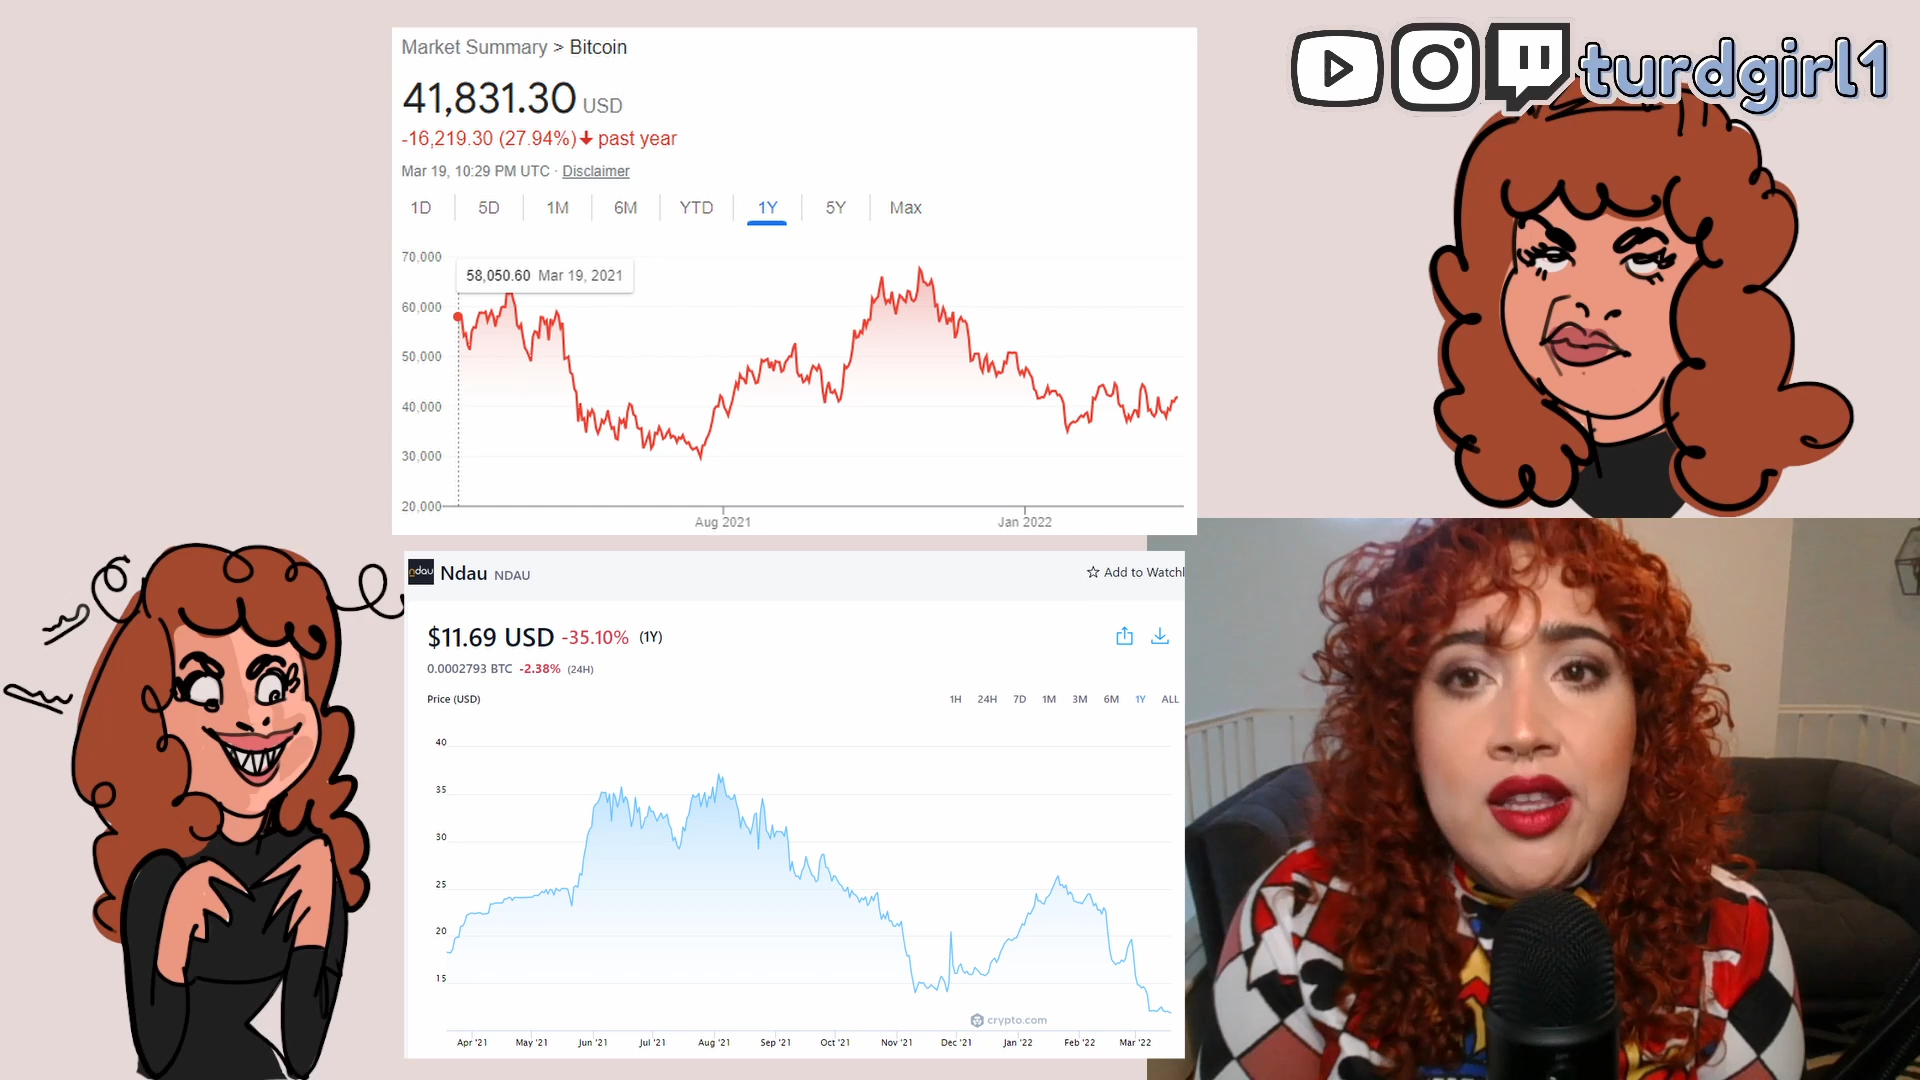 Market Summary > Bitcoin
41,831.30 USD
-16,219.30 (27.94%) past year
Mar 19, 10:29 PM UTC · Disclaimer
1D 5D 1M 6M YTD 1Y 5Y Max
58,050.60 Mar 19, 2021
70,000
60,000
50,000
40,000
30,000
20,000
Aug 2021 Jan 2022
turdgirl1
ndau Ndau NDAU
Add to Watchl
$11.69 USD -35.10% (1Y)
0.0002793 BTC -2.38% (24H)
Price (USD)
1H 24H 7D 1M 3M 6M 1Y ALL
40
35
30
25
20
15
crypto.com
Apr '21 May '21 Jun '21 Jul '21 Aug '21 Sep '21 Oct '21 Nov '21 Dec '21 Jan '22 Feb '22 Mar '22